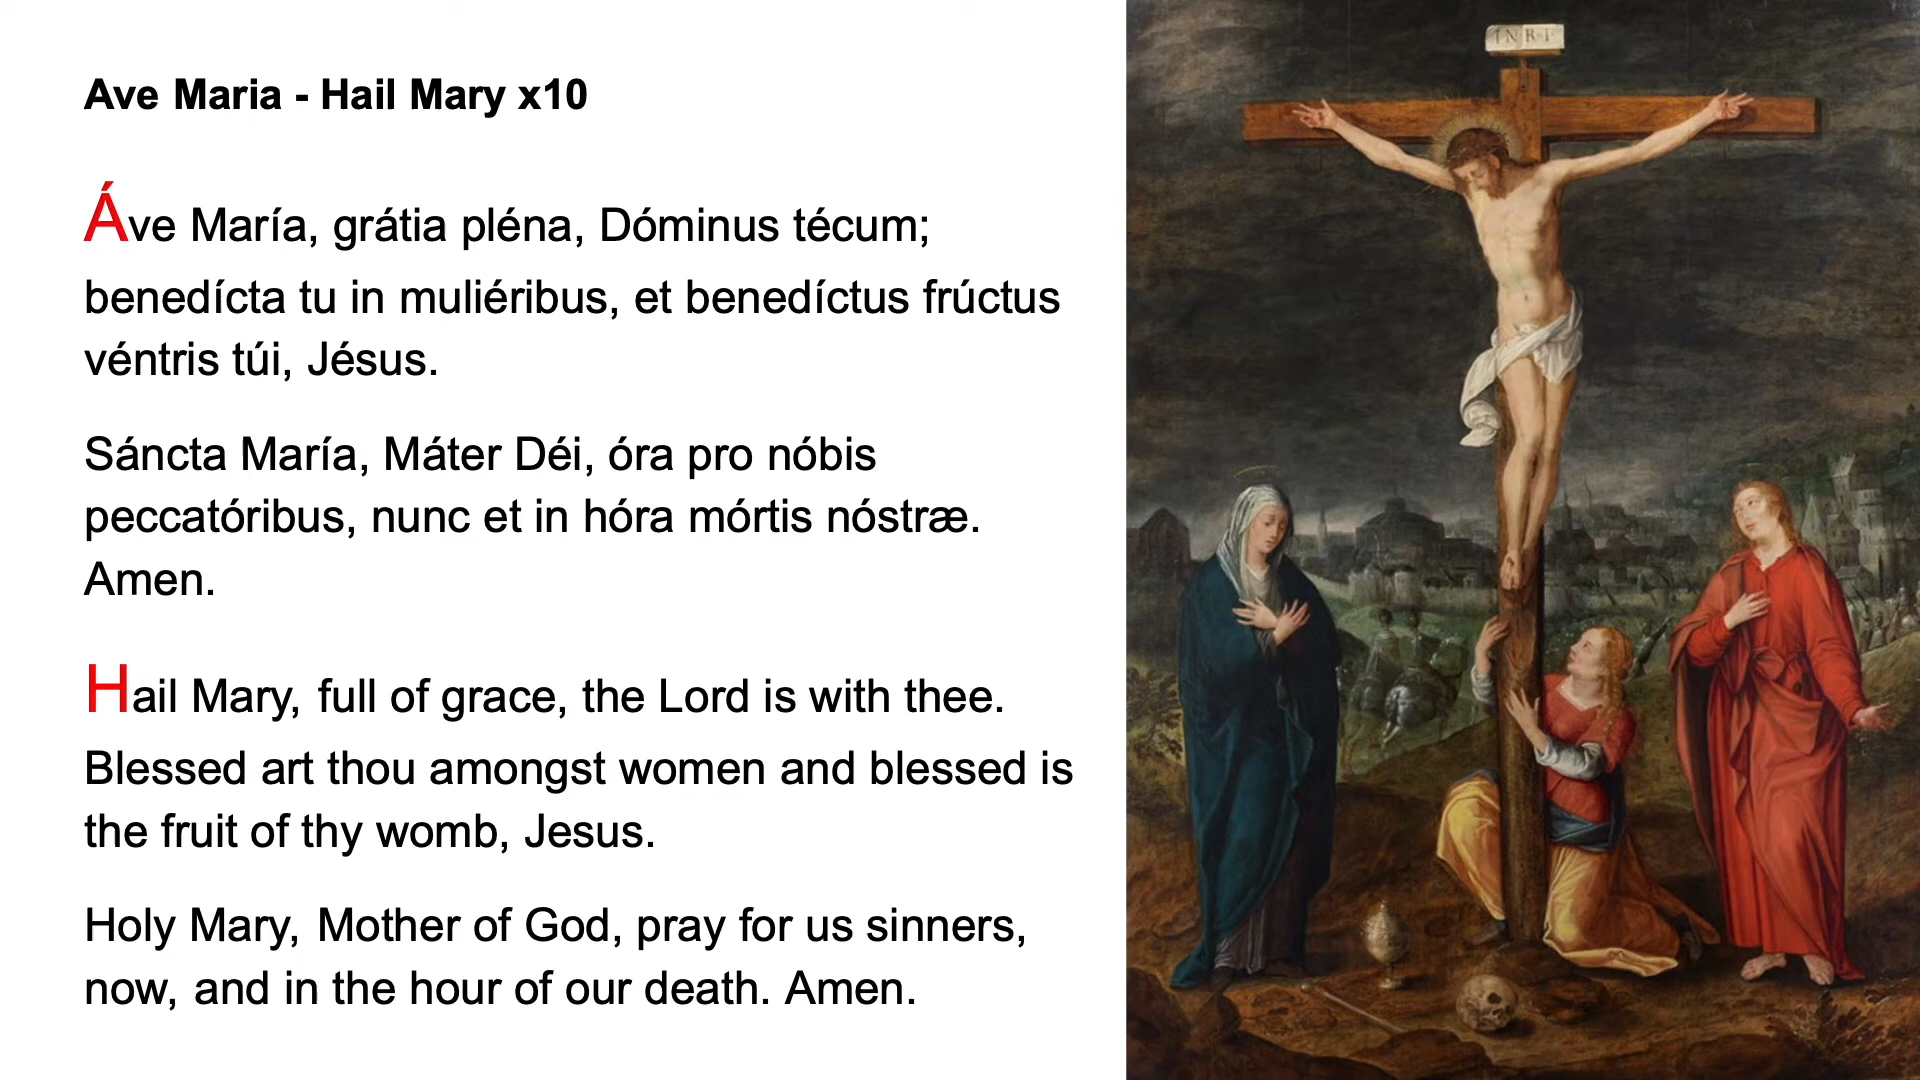 Ave Maria - Hail Mary x10
Áve María, grátia pléna, Dóminus técum;
benedícta tu in muliéribus, et benedíctus frúctus
véntris túi, Jésus.
Sáncta María, Máter Déi, óra pro nóbis
peccatóribus, nunc et in hóra mórtis nóstræ.
Amen.
Hail Mary, full of grace, the Lord is with thee.
Blessed art thou amongst women and blessed is
the fruit of thy womb, Jesus.
Holy Mary, Mother of God, pray for us sinners,
now, and in the hour of our death. Amen.
INRI